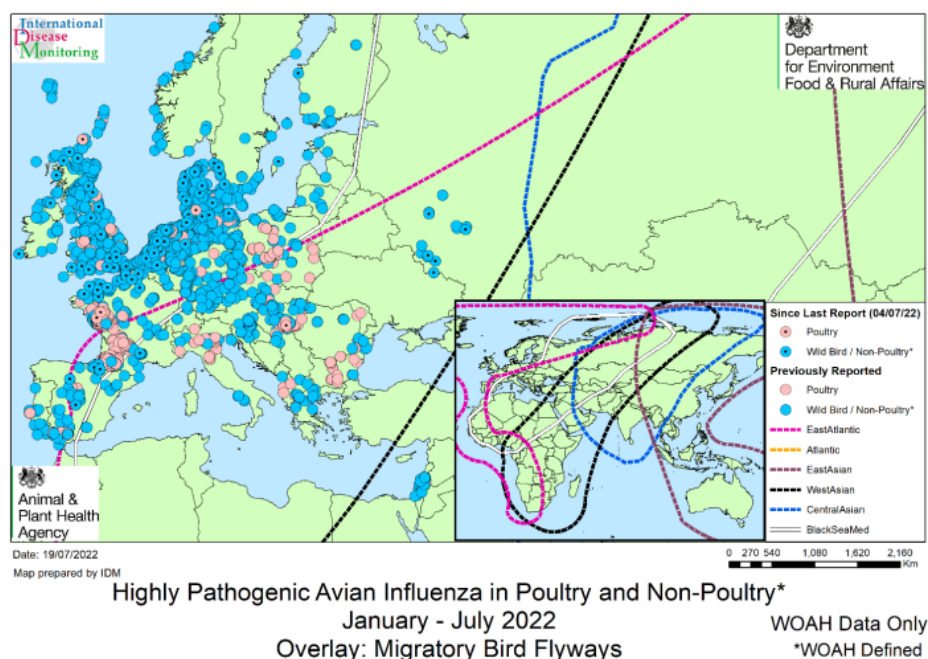 International
Disease
Monitoring
Department
for Environment
Food & Rural Affairs
Since Last Report (04/07/22)
Poultry
Wild Bird / Non-Poultry*
Previously Reported
Poultry
Wild Bird / Non-Poultry*
EastAtlantic
Atlantic
EastAsian
WestAsian
CentralAsian
BlackSeaMed
Animal &
Plant Health
Agency
Date: 19/07/2022
Map prepared by IDM
0 270 540 1,080 1,620 2,160
Km
Highly Pathogenic Avian Influenza in Poultry and Non-Poultry*
January - July 2022
Overlay: Migratory Bird Flyways
WOAH Data Only
*WOAH Defined